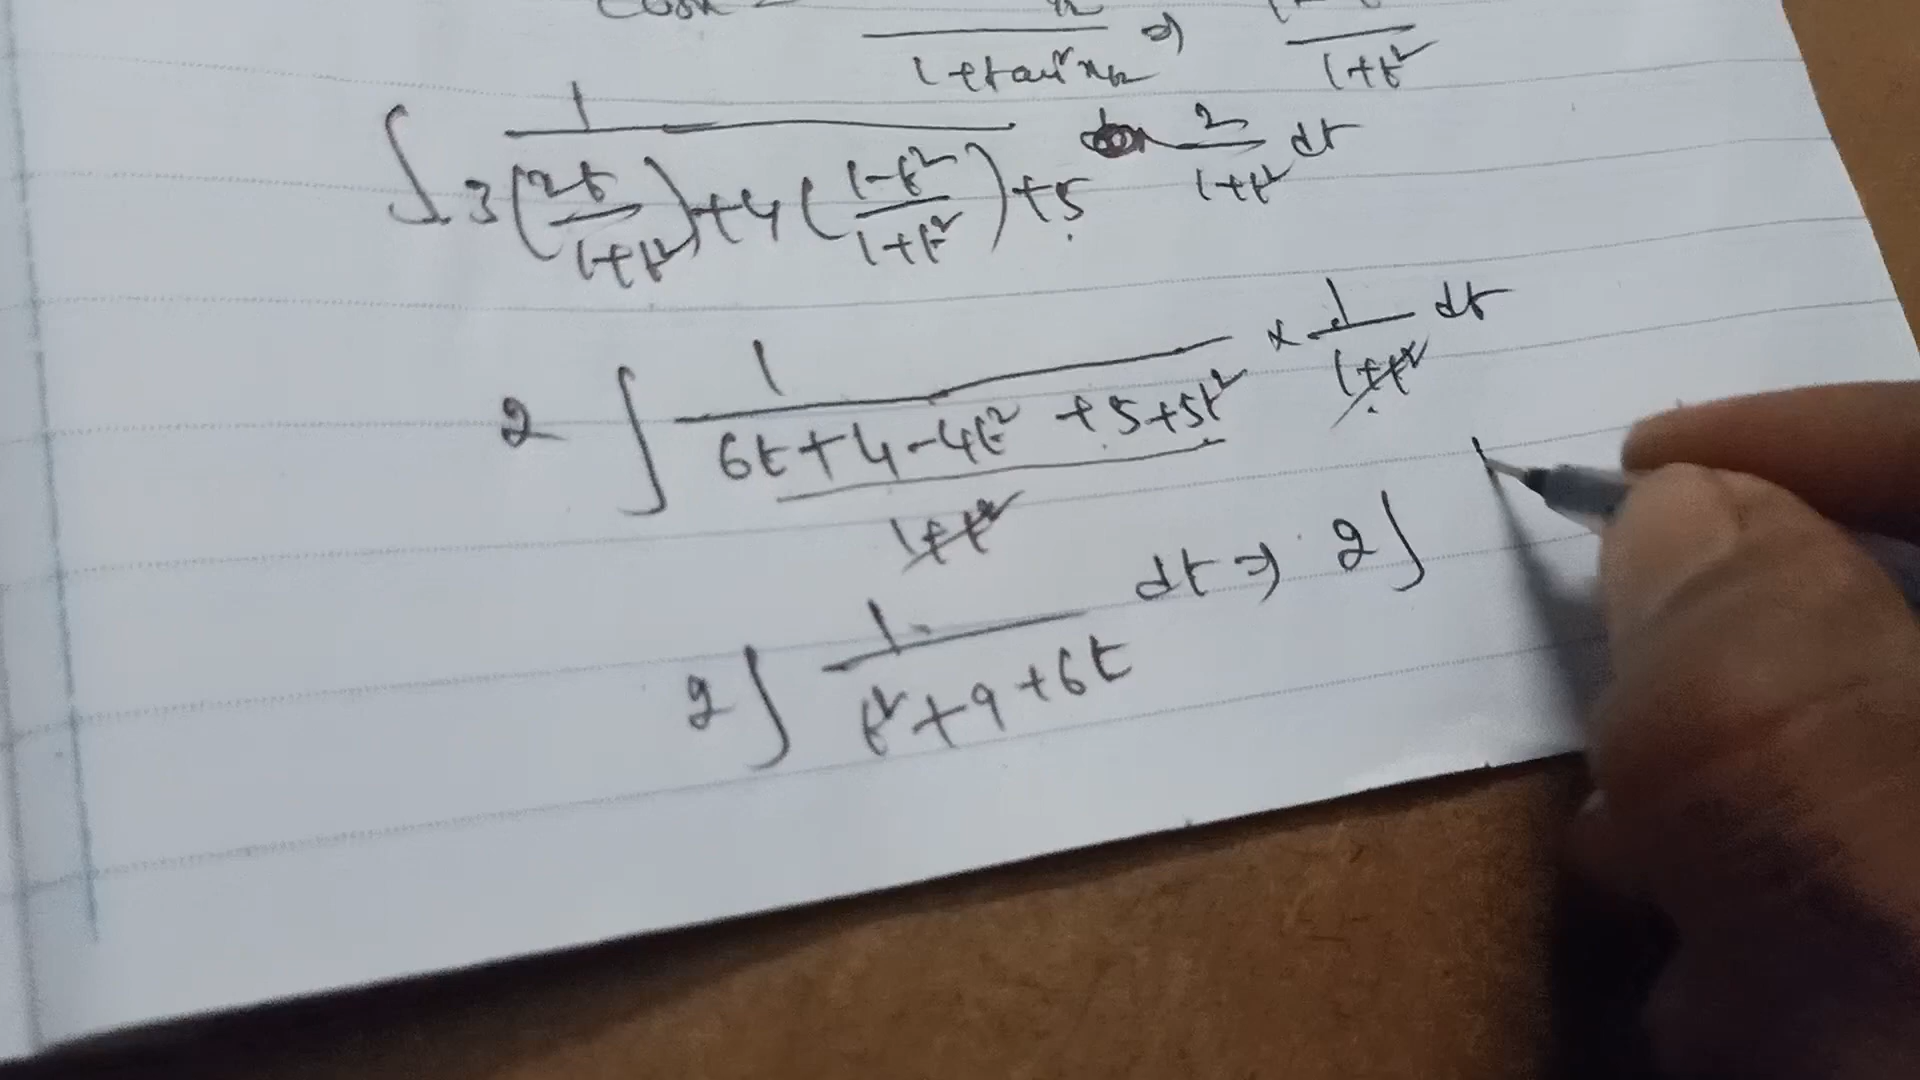 1+tan²x/2 ⇒ 1+t²
∫ 1/(3(2t/(1+t²))+4((1-t²)/(1+t²))+5) 2/(1+t²) dt
2 ∫ 1/((6t+4-4t²+5+5t²)/(1+t²)) × 1/(1+t²) dt
2∫ 1/(t²+9+6t) dt ⇒ 2∫